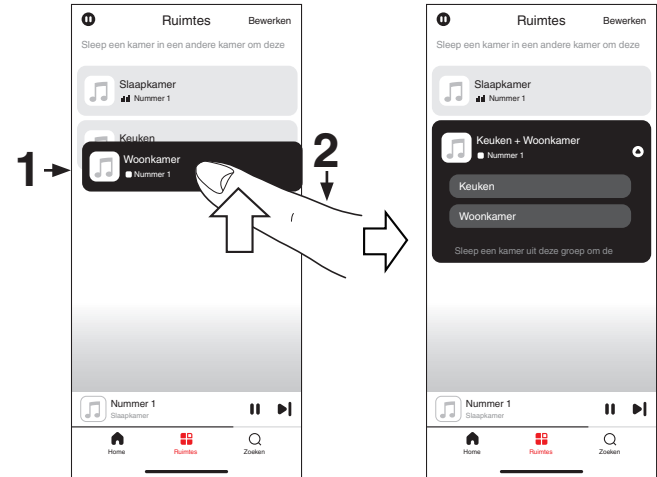 Ruimtes
Bewerken
Sleep een kamer in een andere kamer om deze
Slaapkamer
Nummer 1
Keuken
Woonkamer
Nummer 1
1
2
Nummer 1
Slaapkamer
Home
Ruimtes
Zoeken
Ruimtes
Bewerken
Sleep een kamer in een andere kamer om deze
Slaapkamer
Nummer 1
Keuken + Woonkamer
Nummer 1
Keuken
Woonkamer
Sleep een kamer uit deze groep om de
Nummer 1
Slaapkamer
Home
Ruimtes
Zoeken